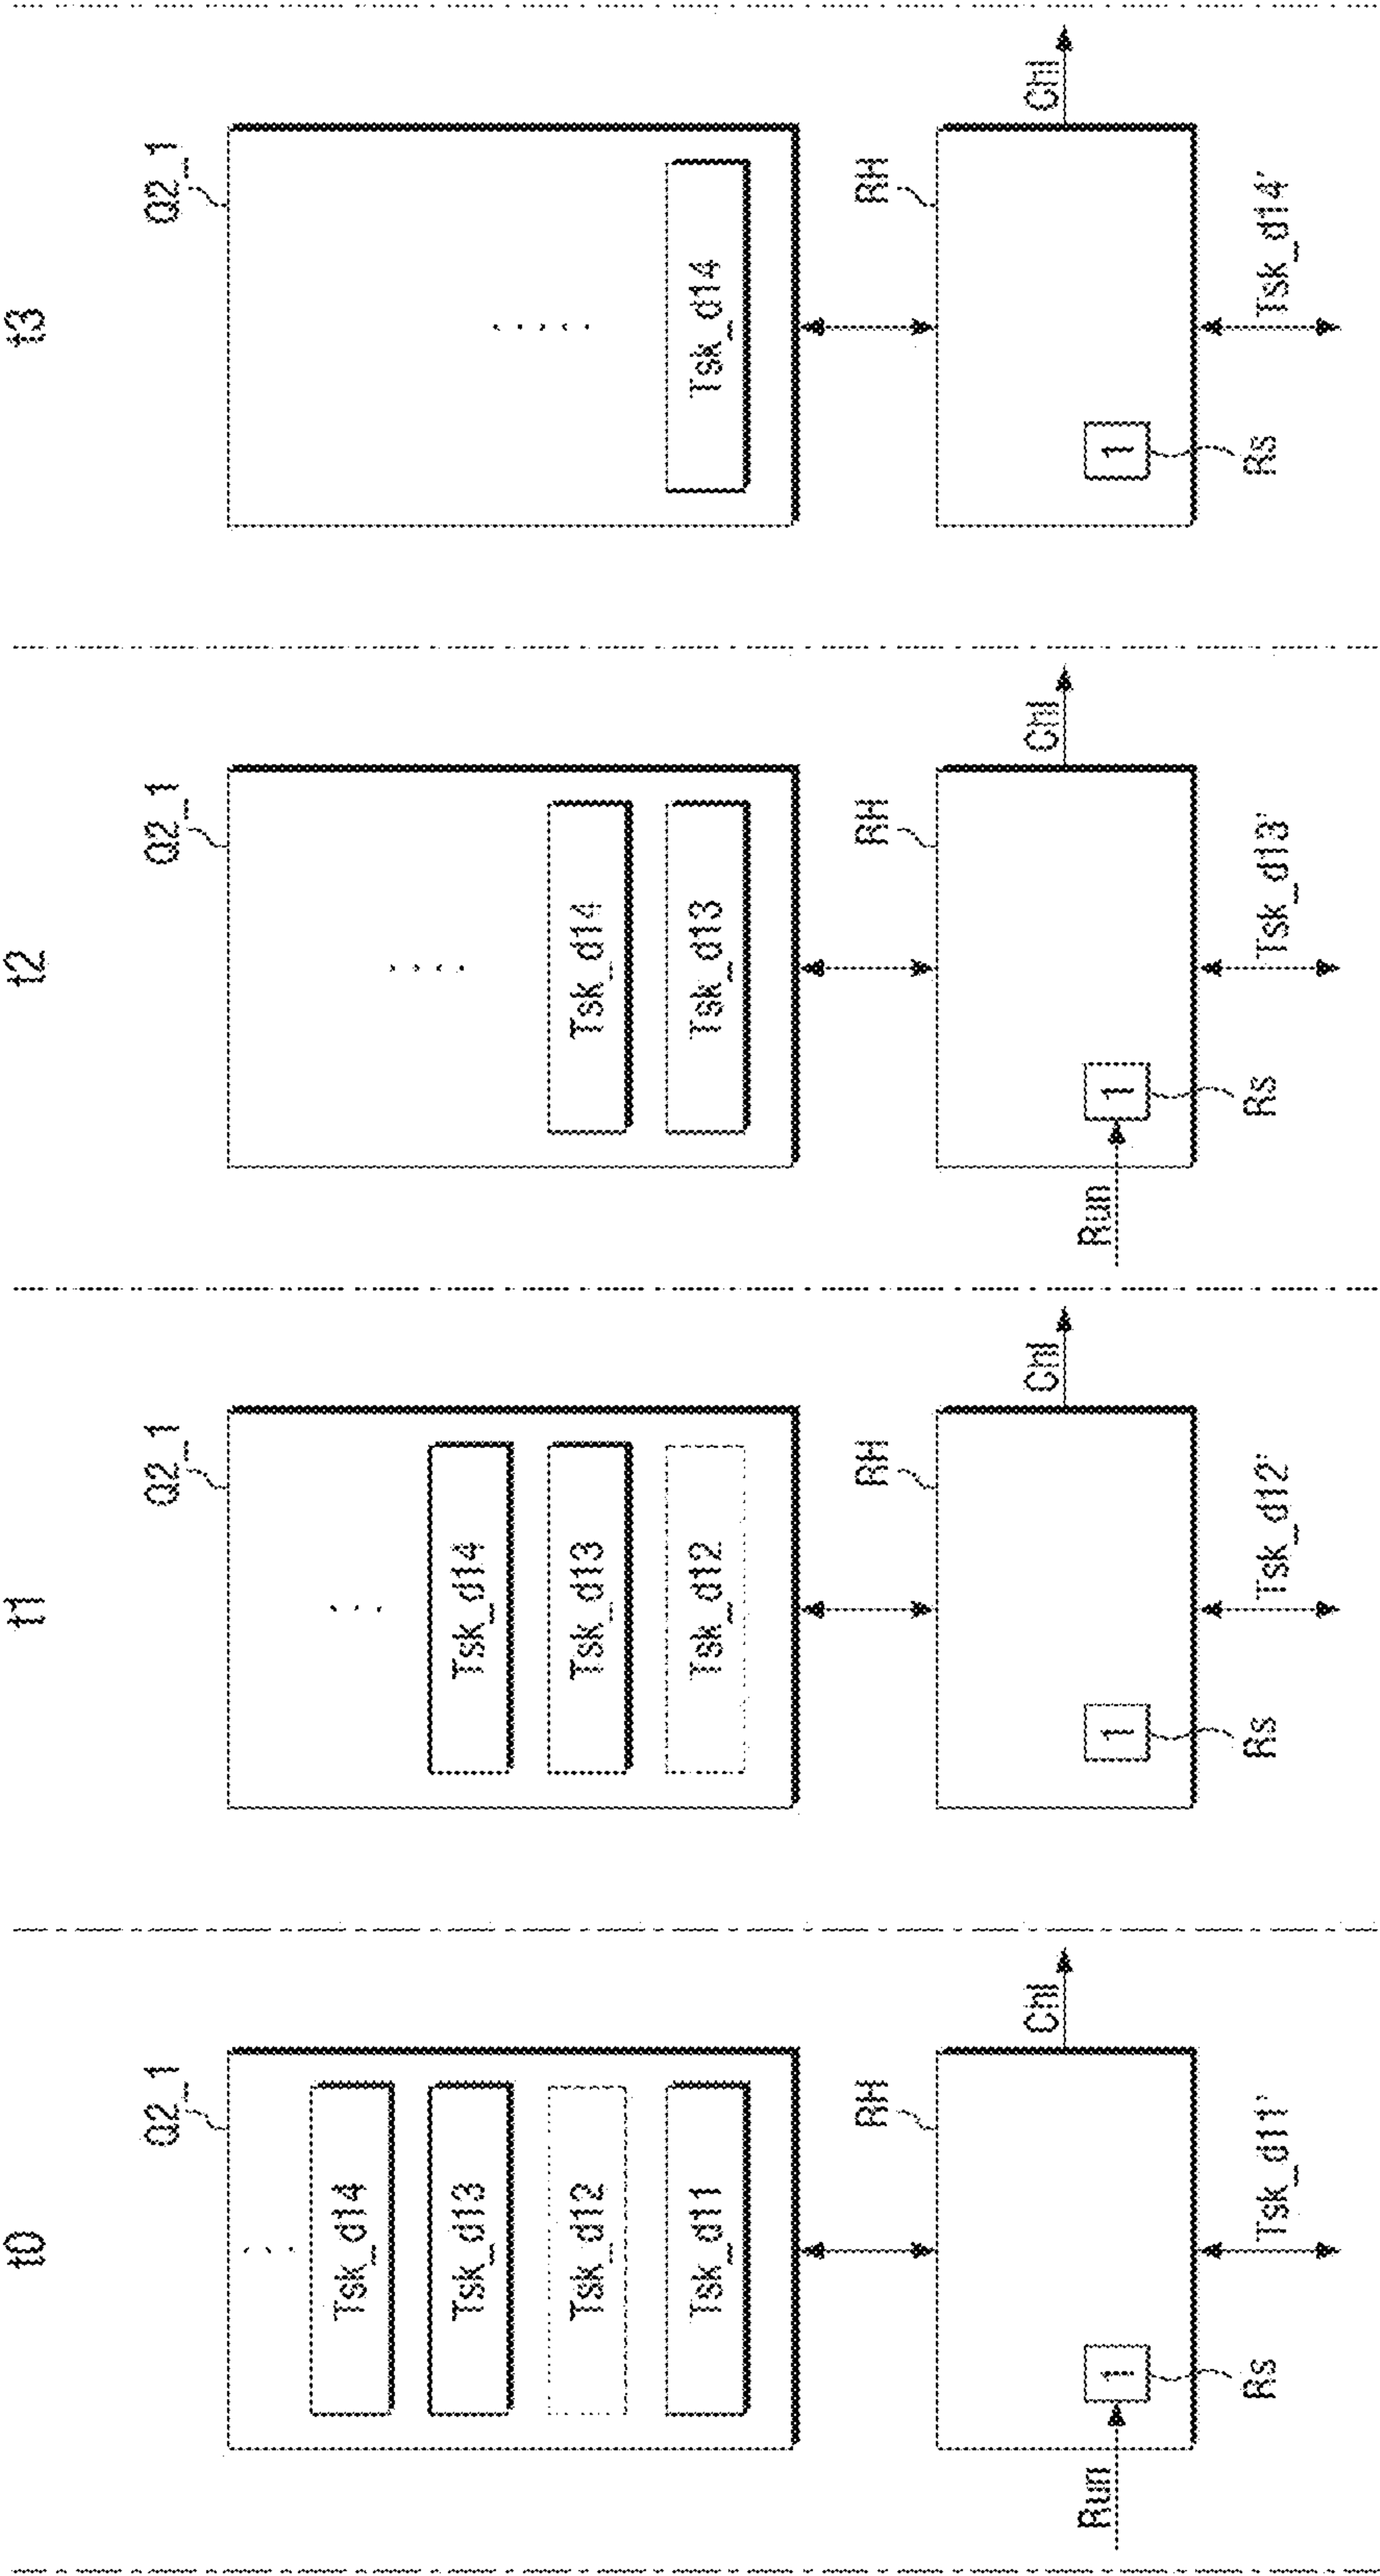 t0
Q2_1
Tsk_d14
Tsk_d13
Tsk_d12
Tsk_d11
RH
Chl
Run
1
Rs
Tsk_d11'
t1
Q2_1
Tsk_d14
Tsk_d13
Tsk_d12
RH
Chl
1
Rs
Tsk_d12'
t2
Q2_1
Tsk_d14
Tsk_d13
RH
Chl
Run
1
Rs
Tsk_d13'
t3
Q2_1
Tsk_d14
RH
Chl
1
Rs
Tsk_d14'